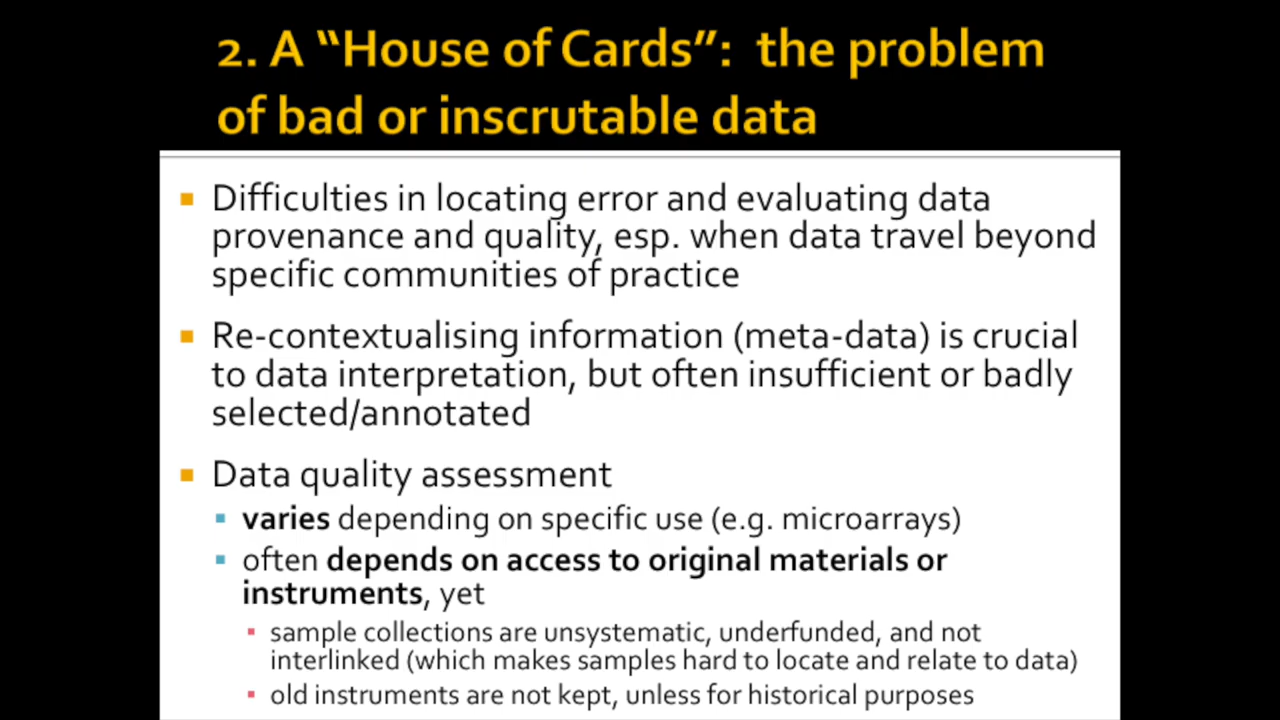 2. A “House of Cards”: the problem
of bad or inscrutable data
Difficulties in locating error and evaluating data
provenance and quality, esp. when data travel beyond
specific communities of practice
Re-contextualising information (meta-data) is crucial
to data interpretation, but often insufficient or badly
selected/annotated
Data quality assessment
varies depending on specific use (e.g. microarrays)
often depends on access to original materials or
instruments, yet
sample collections are unsystematic, underfunded, and not
interlinked (which makes samples hard to locate and relate to data)
old instruments are not kept, unless for historical purposes